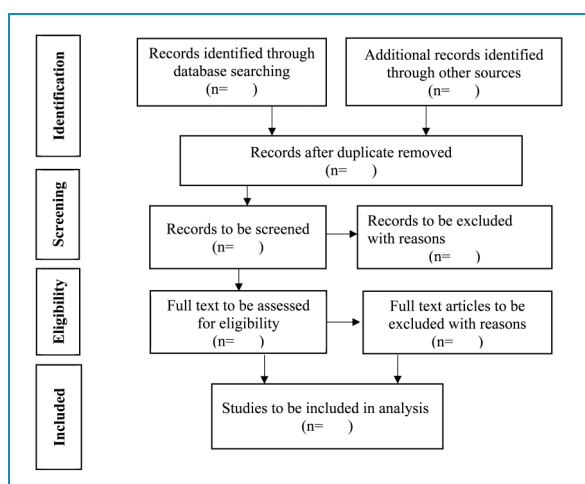 Identification
Records identified through
database searching
(n= )
Additional records identified
through other sources
(n= )
Records after duplicate removed
(n= )
Screening
Records to be screened
(n= )
Records to be excluded
with reasons
(n= )
Eligibility
Full text to be assessed
for eligibility
(n= )
Full text articles to be
excluded with reasons
(n= )
Included
Studies to be included in analysis
(n= )